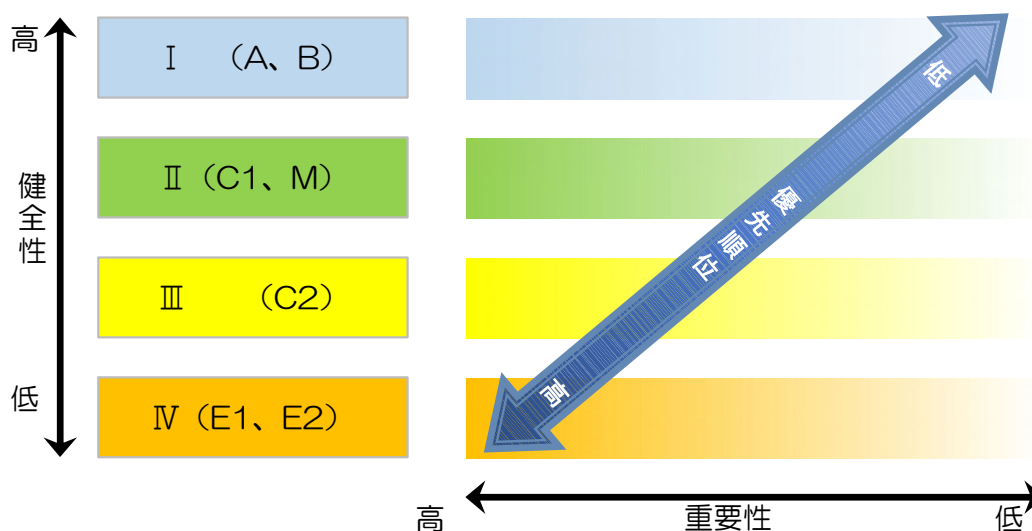 高
健全性
低
Ⅰ （A、B）
Ⅱ（C1、M）
Ⅲ （C2）
Ⅳ（E1、E2）
低
優先順位
高
高
重要性
低